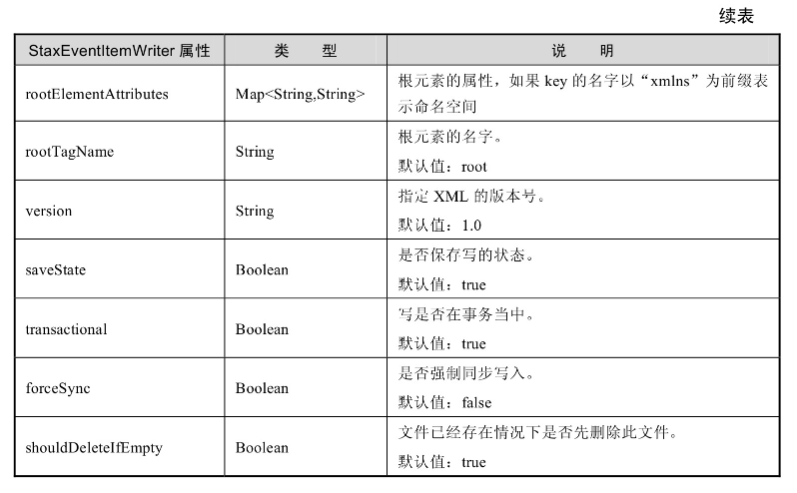 续表
StaxEventItemWriter 属性 类 型 说 明
rootElementAttributes Map<String,String> 根元素的属性，如果 key 的名字以“xmlns”为前缀表
示命名空间
rootTagName String 根元素的名字。
默认值：root
version String 指定 XML 的版本号。
默认值：1.0
saveState Boolean 是否保存写的状态。
默认值：true
transactional Boolean 写是否在事务当中。
默认值：true
forceSync Boolean 是否强制同步写入。
默认值：false
shouldDeleteIfEmpty Boolean 文件已经存在情况下是否先删除此文件。
默认值：true